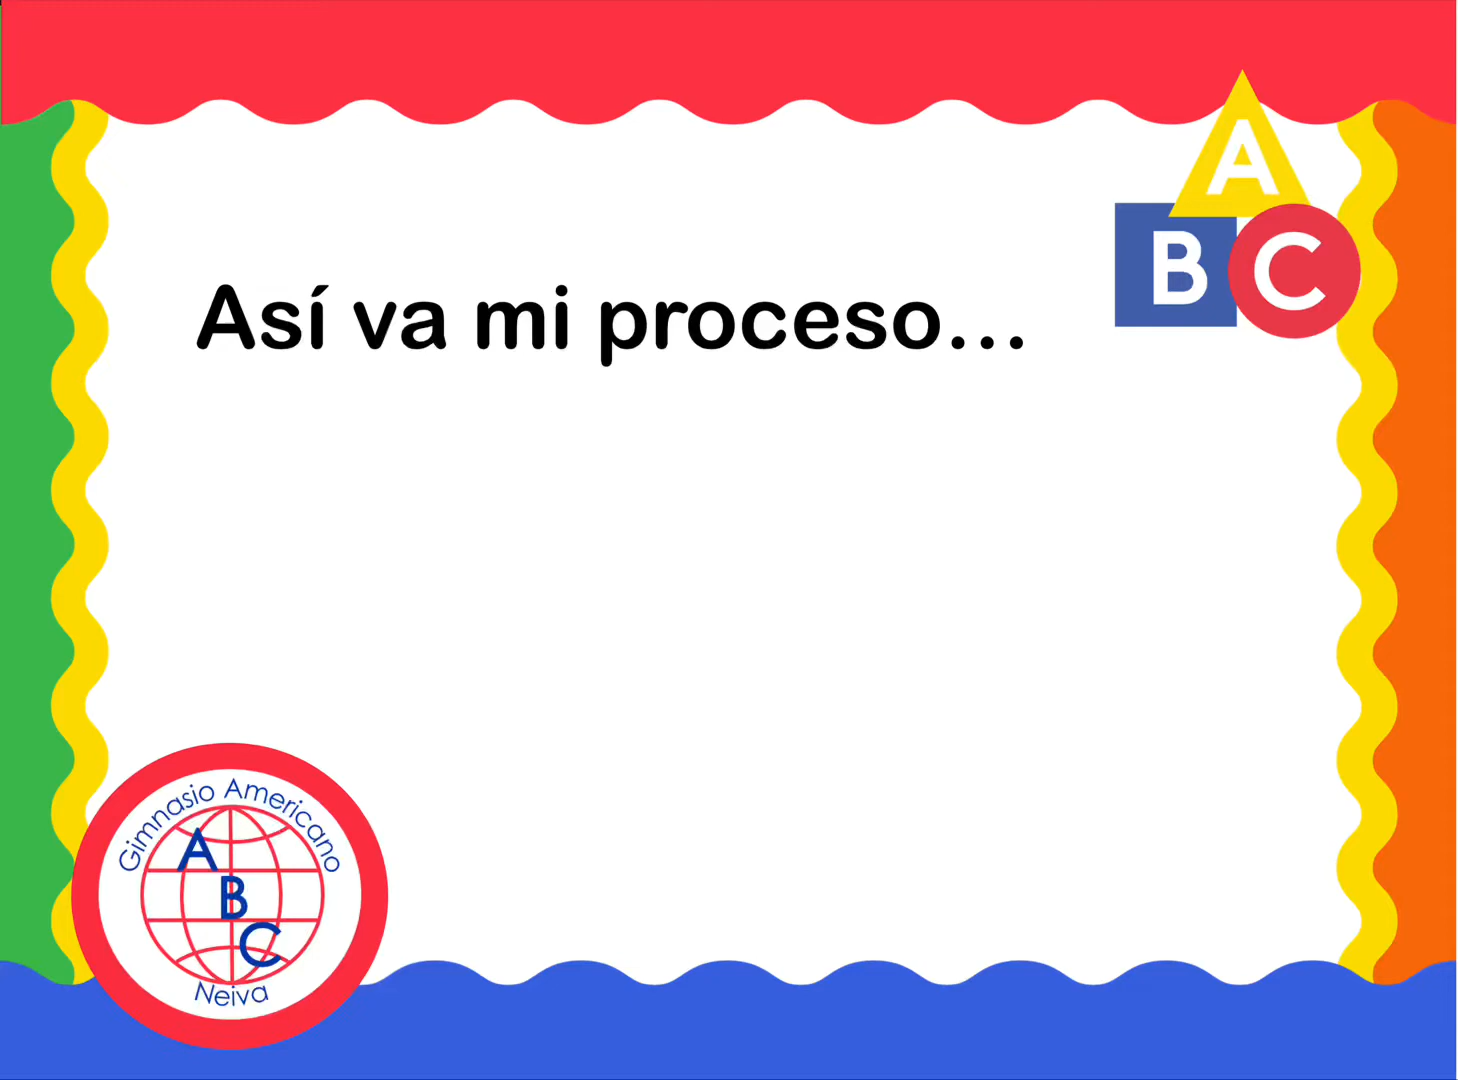 A
B C
Así va mi proceso...
Gimnasio Americano
A
B
C
Neiva